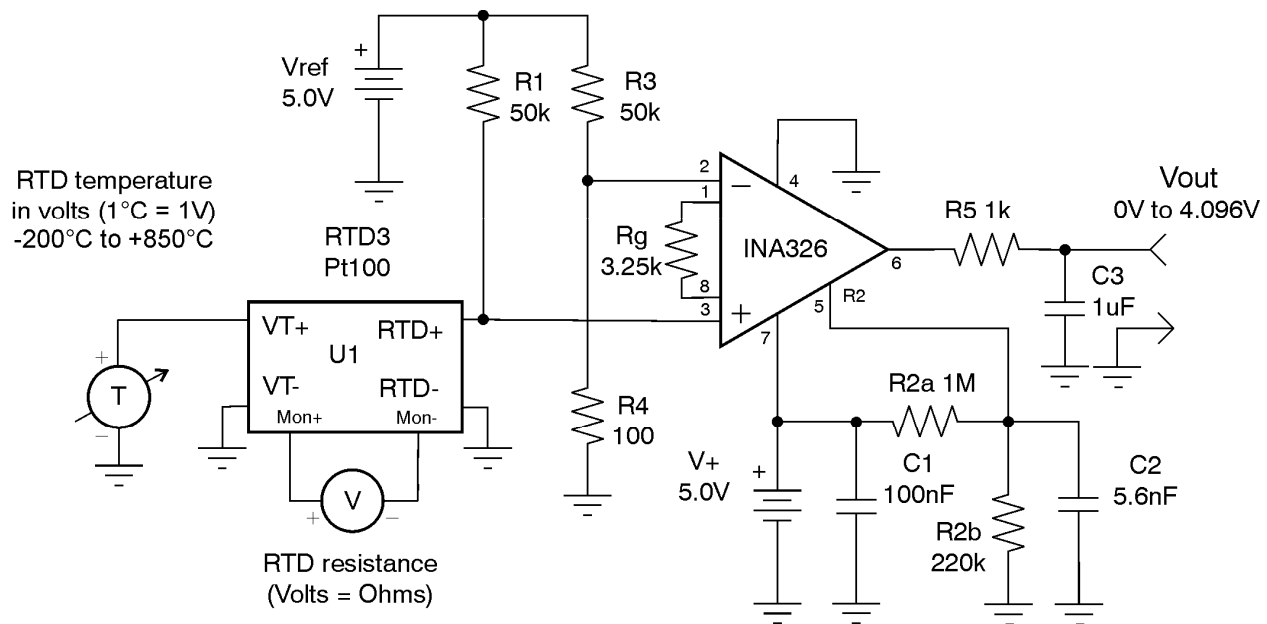 Vref
5.0V
+
R1
50k
R3
50k
RTD temperature
in volts (1°C = 1V)
-200°C to +850°C
RTD3
Pt100
VT+
RTD+
U1
VT-
RTD-
Mon+
Mon-
+
T
−
+
V
−
RTD resistance
(Volts = Ohms)
R4
100
Rg
3.25k
2
1
8
3
−
+
4
INA326
6
5
R2
7
R5 1k
Vout
0V to 4.096V
C3
1uF
R2a 1M
V+
5.0V
+
C1
100nF
R2b
220k
C2
5.6nF